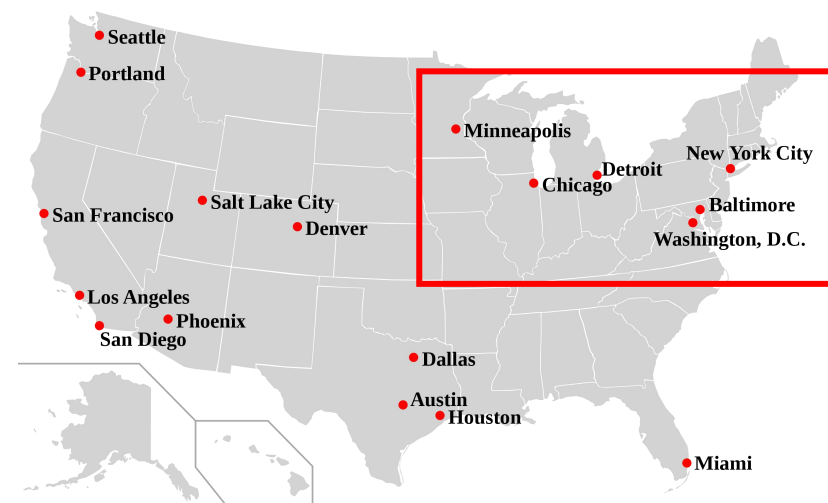 Seattle
Portland
Minneapolis
New York City
Detroit
Chicago
Salt Lake City
Baltimore
San Francisco
Denver
Washington, D.C.
Los Angeles
Phoenix
San Diego
Dallas
Austin
Houston
Miami